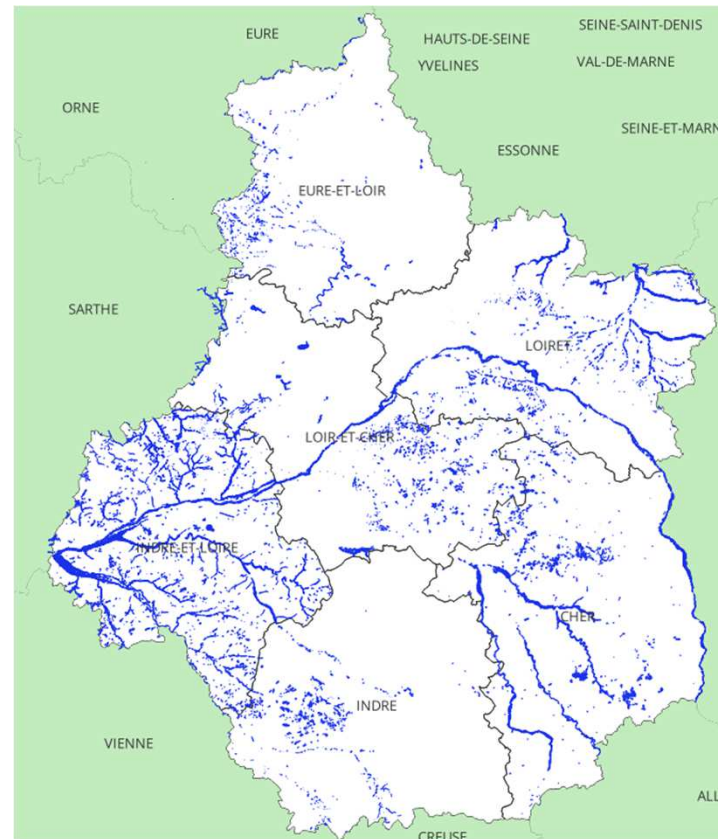 SEINE-SAINT-DENIS
EURE
HAUTS-DE-SEINE
YVELINES
VAL-DE-MARNE
ORNE
SEINE-ET-MARN
ESSONNE
EURE-ET-LOIR
SARTHE
LOIRET
LOIR-ET-CHER
INDRE-ET-LOIRE
CHER
INDRE
VIENNE
ALL
CREUSE